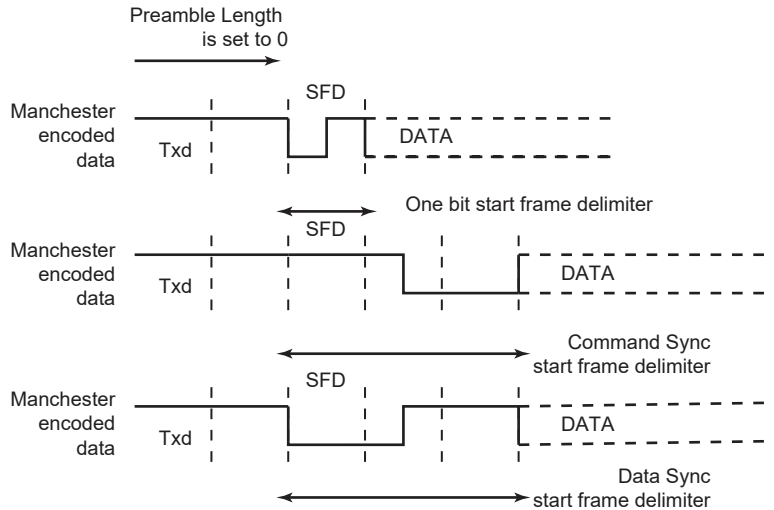 Preamble Length
is set to 0
SFD
Manchester
encoded
data
Txd
DATA
One bit start frame delimiter
SFD
Manchester
encoded
data
Txd
DATA
Command Sync
start frame delimiter
SFD
Manchester
encoded
data
Txd
DATA
Data Sync
start frame delimiter